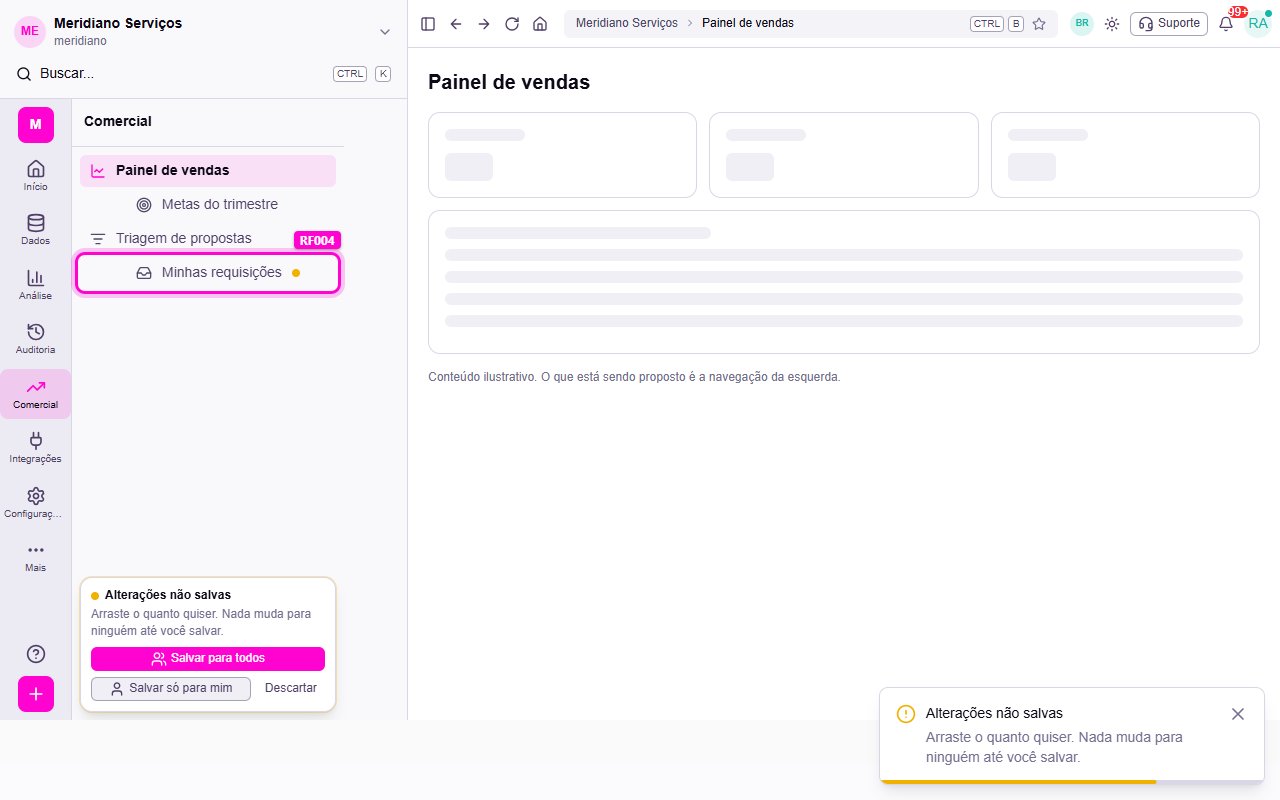 ME
Meridiano Serviços
meridiano
Buscar...
CTRL
K
Meridiano Serviços
Painel de vendas
CTRL
B
BR
Suporte
99+
RA
M
Início
Dados
Análise
Auditoria
Comercial
Integrações
Configuraç...
Mais
Comercial
Painel de vendas
Metas do trimestre
Triagem de propostas
RF004
Minhas requisições
Alterações não salvas
Arraste o quanto quiser. Nada muda para
ninguém até você salvar.
Salvar para todos
Salvar só para mim
Descartar
Painel de vendas
Conteúdo ilustrativo. O que está sendo proposto é a navegação da esquerda.
Alterações não salvas
Arraste o quanto quiser. Nada muda para
ninguém até você salvar.